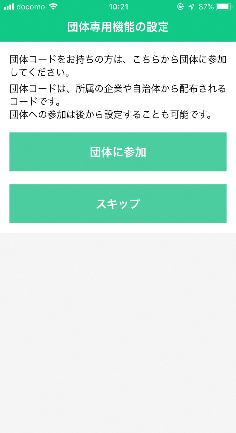 docomo 10:21 87%
団体専用機能の設定
団体コードをお持ちの方は、こちらから団体に参加
してください。
団体コードは、所属の企業や自治体から配布される
コードです。
団体への参加は後から設定することも可能です。
団体に参加
スキップ